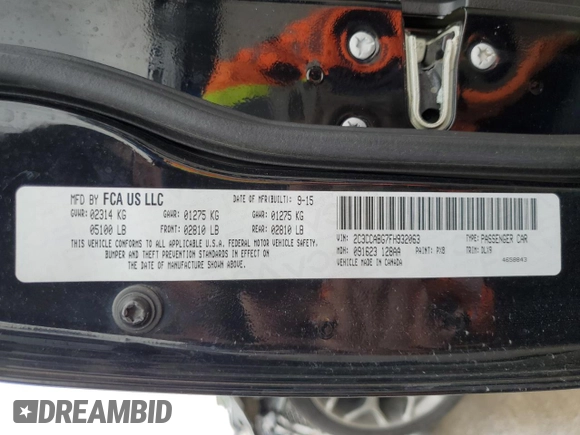 MFD BY FCA US LLC DATE OF MFR(BUILT): 9-15
GVWR: 02314 KG GAWR: 01275 KG GAWR: 01275 KG
05100 LB FRONT: 02810 LB REAR: 02810 LB
THIS VEHICLE CONFORMS TO ALL APPLICABLE U.S.A. FEDERAL MOTOR VEHICLE SAFETY,
BUMPER AND THEFT PREVENTION STANDARDS IN EFFECT ON
THE DATE OF MANUFACTURE SHOWN ABOVE.
VIN: 2C3CCABG7FH932063 TYPE: PASSENGER CAR
MDH: 091623 128AA PAINT: PX8 TRIM: DLX9
VEHICLE MADE IN CANADA 4658843
DREAMBID